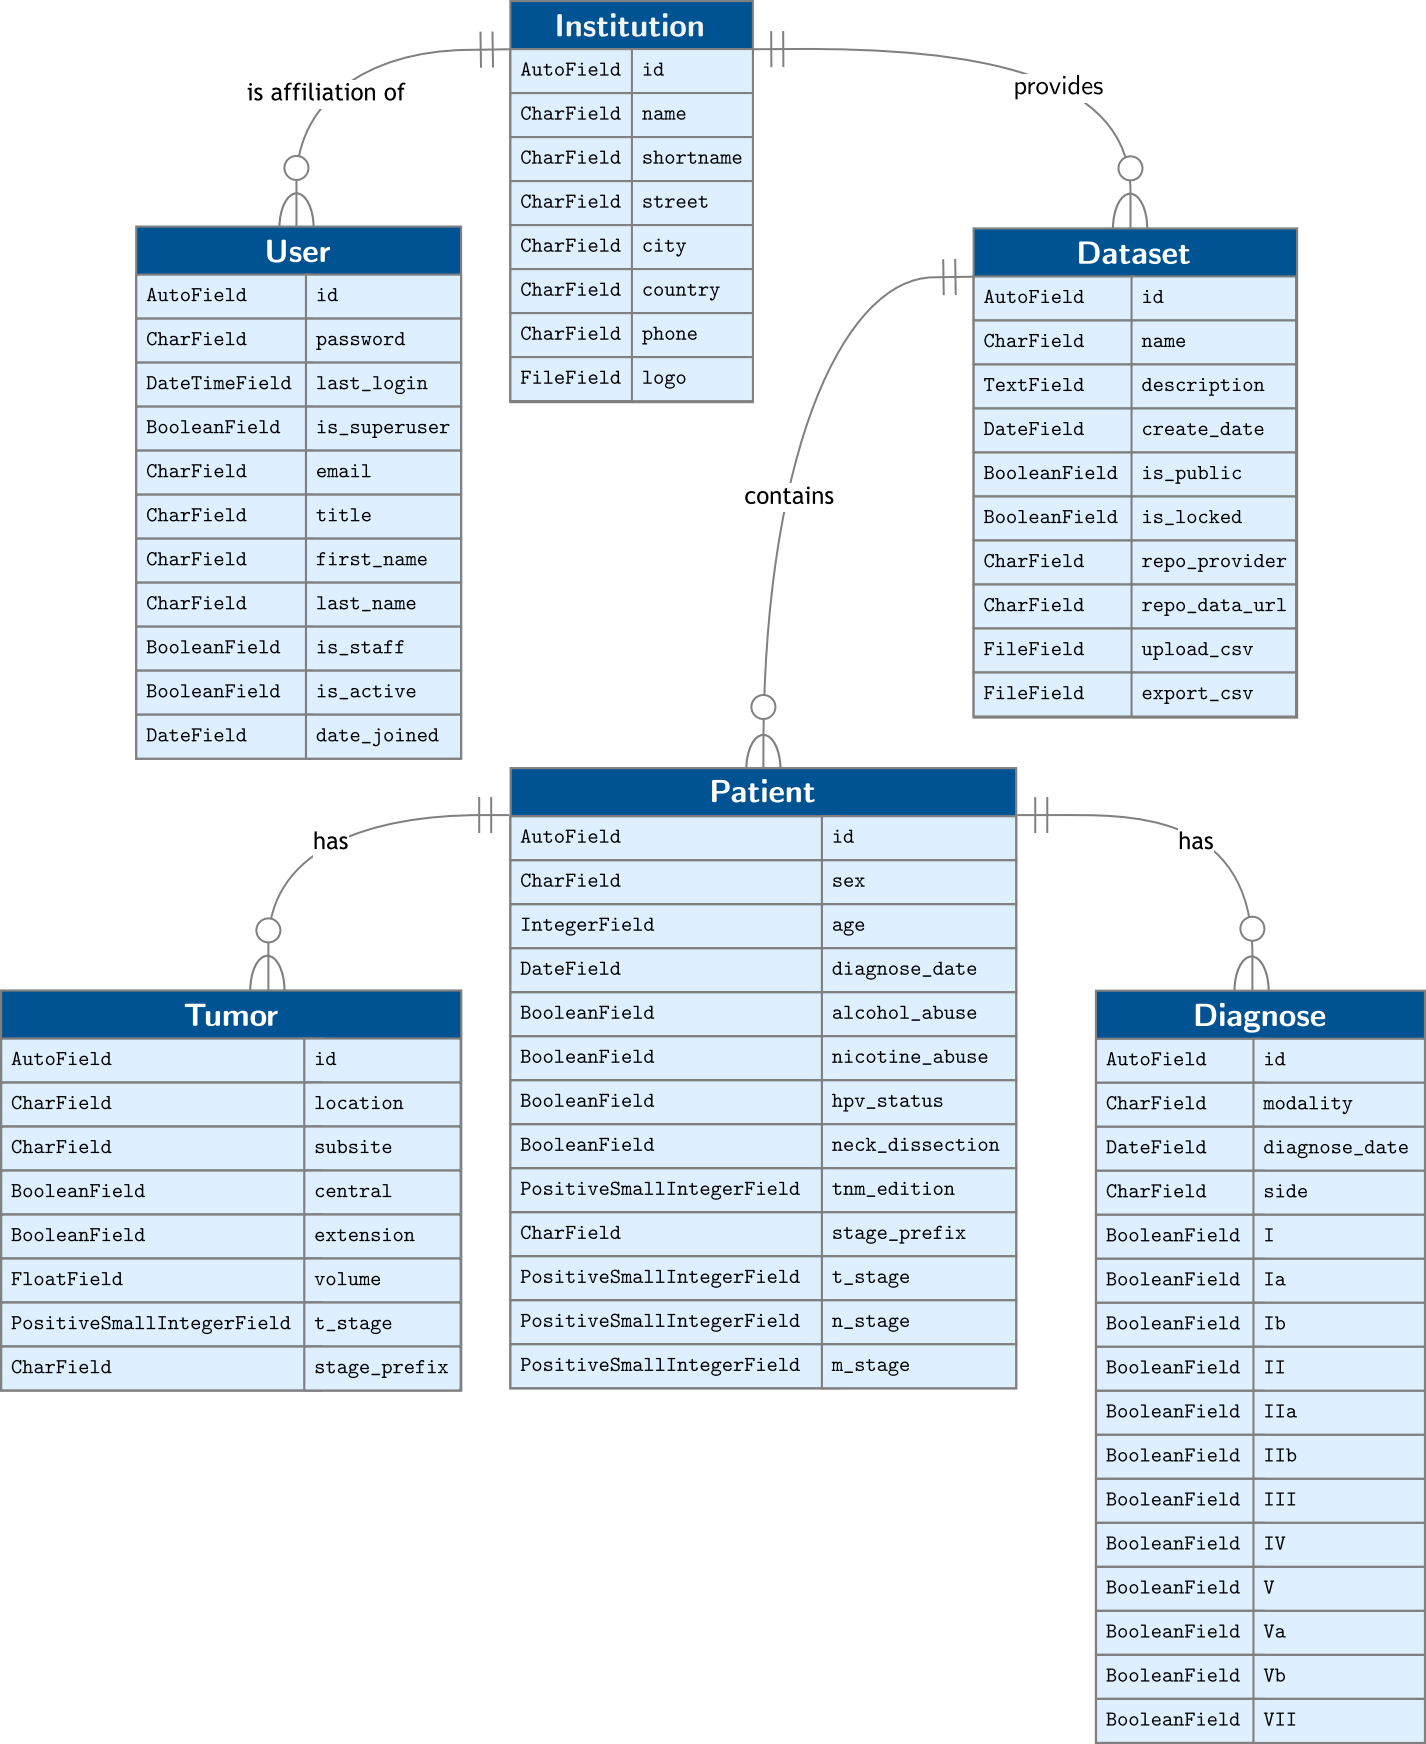 Institution
AutoField id
CharField name
CharField shortname
CharField street
CharField city
CharField country
CharField phone
FileField logo
is affiliation of
provides
User
AutoField id
CharField password
DateTimeField last_login
BooleanField is_superuser
CharField email
CharField title
CharField first_name
CharField last_name
BooleanField is_staff
BooleanField is_active
DateField date_joined
Dataset
AutoField id
CharField name
TextField description
DateField create_date
BooleanField is_public
BooleanField is_locked
CharField repo_provider
CharField repo_data_url
FileField upload_csv
FileField export_csv
contains
Patient
AutoField id
CharField sex
IntegerField age
DateField diagnose_date
BooleanField alcohol_abuse
BooleanField nicotine_abuse
BooleanField hpv_status
BooleanField neck_dissection
PositiveSmallIntegerField tnm_edition
CharField stage_prefix
PositiveSmallIntegerField t_stage
PositiveSmallIntegerField n_stage
PositiveSmallIntegerField m_stage
has
has
Tumor
AutoField id
CharField location
CharField subsite
BooleanField central
BooleanField extension
FloatField volume
PositiveSmallIntegerField t_stage
CharField stage_prefix
Diagnose
AutoField id
CharField modality
DateField diagnose_date
CharField side
BooleanField I
BooleanField Ia
BooleanField Ib
BooleanField II
BooleanField IIa
BooleanField IIb
BooleanField III
BooleanField IV
BooleanField V
BooleanField Va
BooleanField Vb
BooleanField VII